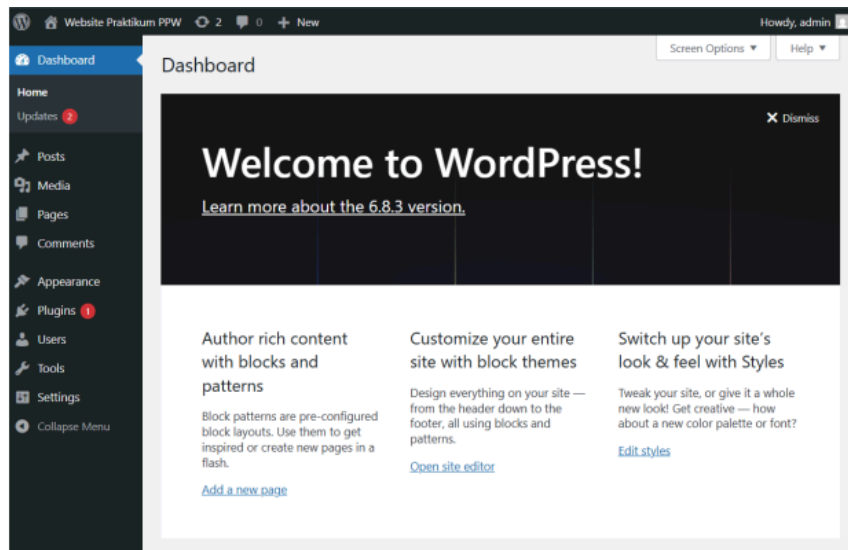 Website Praktikum PPW 2 0 New Howdy, admin
Screen Options Help
Dashboard
Home
Updates 2
Posts
Media
Pages
Comments
Appearance
Plugins 1
Users
Tools
Settings
Collapse Menu
Dashboard
Dismiss
Welcome to WordPress!
Learn more about the 6.8.3 version.
Author rich content
with blocks and
patterns
Block patterns are pre-configured
block layouts. Use them to get
inspired or create new pages in a
flash.
Add a new page
Customize your entire
site with block themes
Design everything on your site —
from the header down to the
footer, all using blocks and
patterns.
Open site editor
Switch up your site’s
look & feel with Styles
Tweak your site, or give it a whole
new look! Get creative — how
about a new color palette or font?
Edit styles